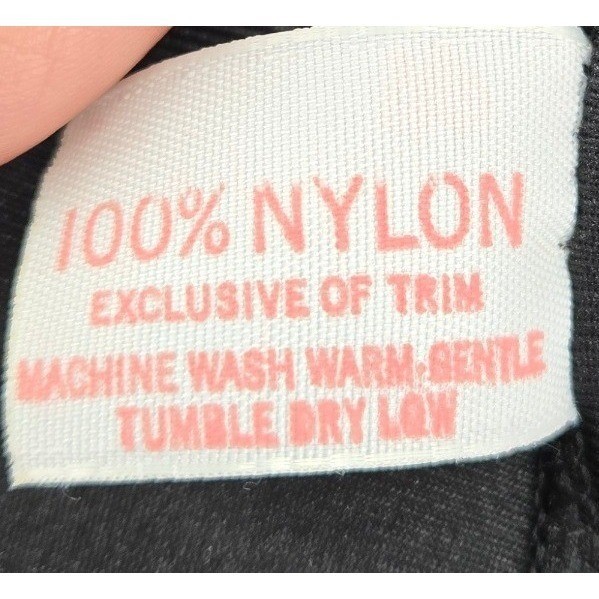 100% NYLON
EXCLUSIVE OF TRIM
MACHINE WASH WARM-GENTLE
TUMBLE DRY LOW